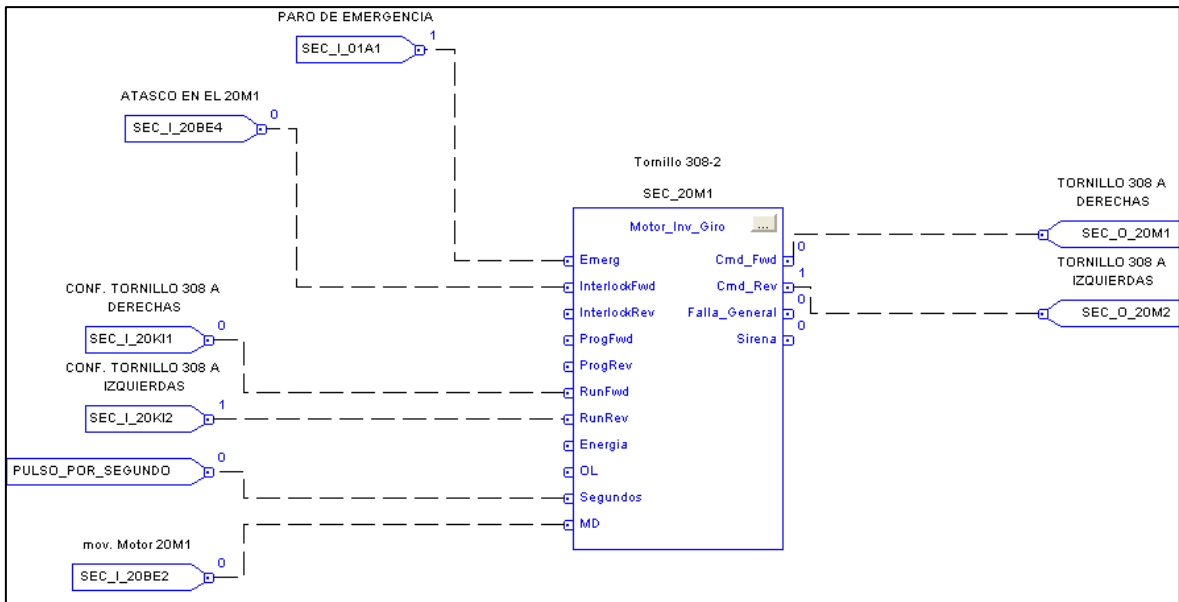 PARO DE EMERGENCIA
1
SEC_I_01A1
ATASCO EN EL 20M1
0
SEC_I_20BE4
Tornillo 308-2
SEC_20M1
Motor_Inv_Giro
...
Emerg
InterlockFwd
InterlockRev
ProgFwd
ProgRev
RunFwd
RunRev
Energia
OL
Segundos
MD
Cmd_Fwd
0
Cmd_Rev
1
Falla_General
0
Sirena
0
TORNILLO 308 A
DERECHAS
SEC_O_20M1
TORNILLO 308 A
IZQUIERDAS
SEC_O_20M2
CONF. TORNILLO 308 A
DERECHAS
0
SEC_I_20KI1
CONF. TORNILLO 308 A
IZQUIERDAS
1
SEC_I_20KI2
0
PULSO_POR_SEGUNDO
mov. Motor 20M1
0
SEC_I_20BE2